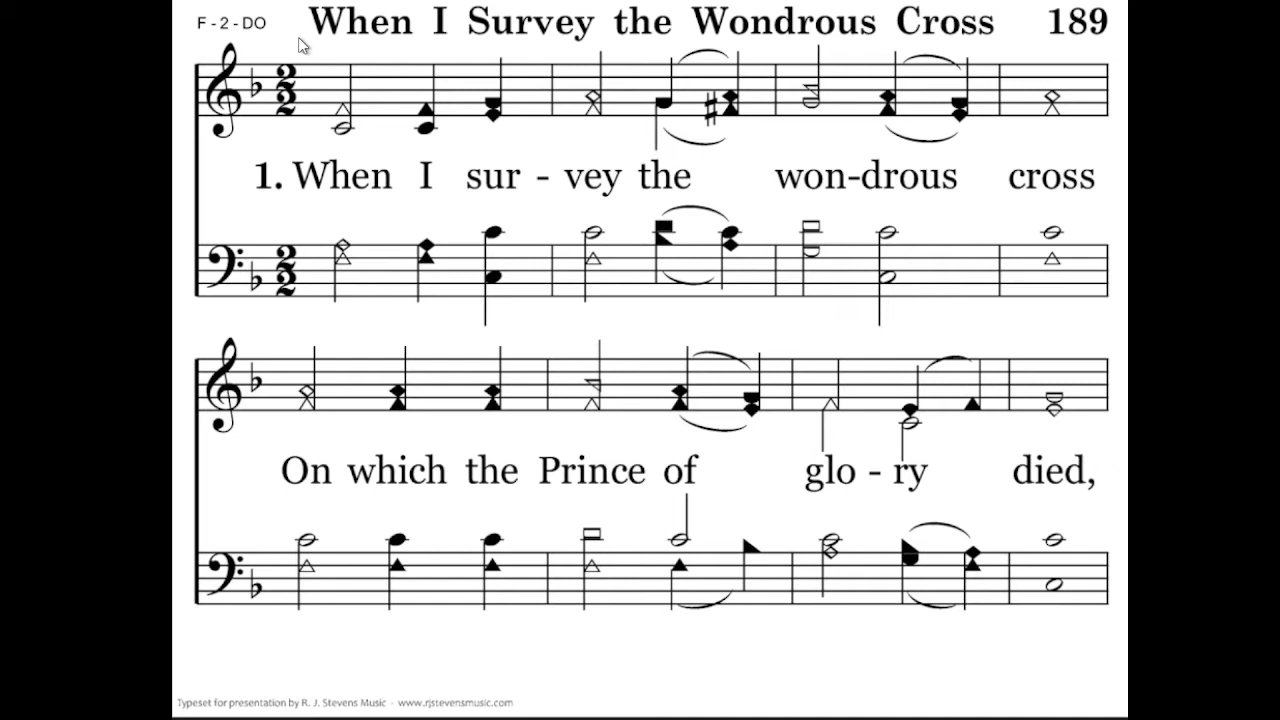 F - 2 - DO When I Survey the Wondrous Cross 189
1. When I sur - vey the won-drous cross
On which the Prince of glo - ry died,
Typeset for presentation by R. J. Stevens Music · www.rjstevensmusic.com